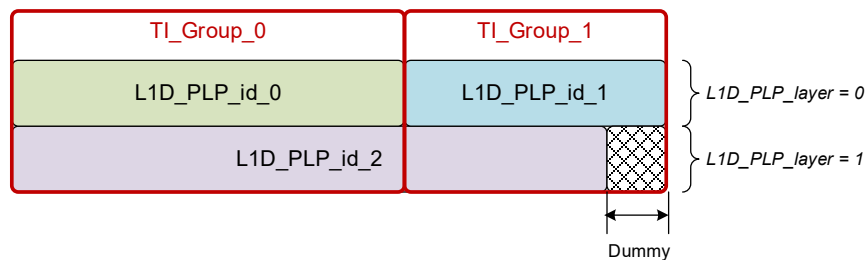 TI_Group_0 TI_Group_1
L1D_PLP_id_0 L1D_PLP_id_1 L1D_PLP_layer = 0
L1D_PLP_id_2 L1D_PLP_layer = 1
Dummy